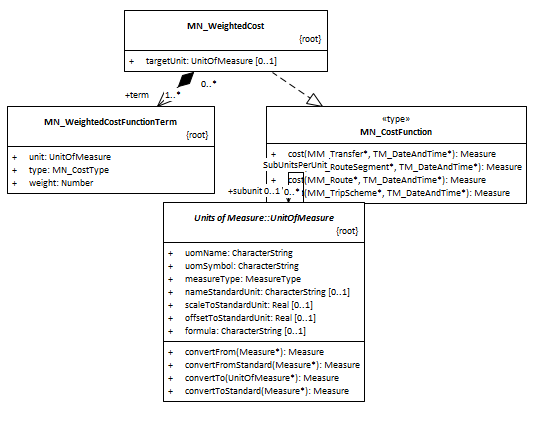 MN_WeightedCost
{root}
+ targetUnit: UnitOfMeasure [0..1]
0..*
+term 1..*
MN_WeightedCostFunctionTerm
{root}
+ unit: UnitOfMeasure
+ type: MN_CostType
+ weight: Number
«type»
MN_CostFunction
+ cost(MM_Transfer*, TM_DateAndTime*): Measure
RouteSegment*, TM_DateAndTime*): Measure
+ cost(MM_Route*, TM_DateAndTime*): Measure
(MM_TripScheme*, TM_DateAndTime*): Measure
SubUnitsPerUnit
+subunit 0..1 0..*
Units of Measure::UnitOfMeasure
{root}
+ uomName: CharacterString
+ uomSymbol: CharacterString
+ measureType: MeasureType
+ nameStandardUnit: CharacterString [0..1]
+ scaleToStandardUnit: Real [0..1]
+ offsetToStandardUnit: Real [0..1]
+ formula: CharacterString [0..1]
+ convertFrom(Measure*): Measure
+ convertFromStandard(Measure*): Measure
+ convertTo(UnitOfMeasure*): Measure
+ convertToStandard(Measure*): Measure